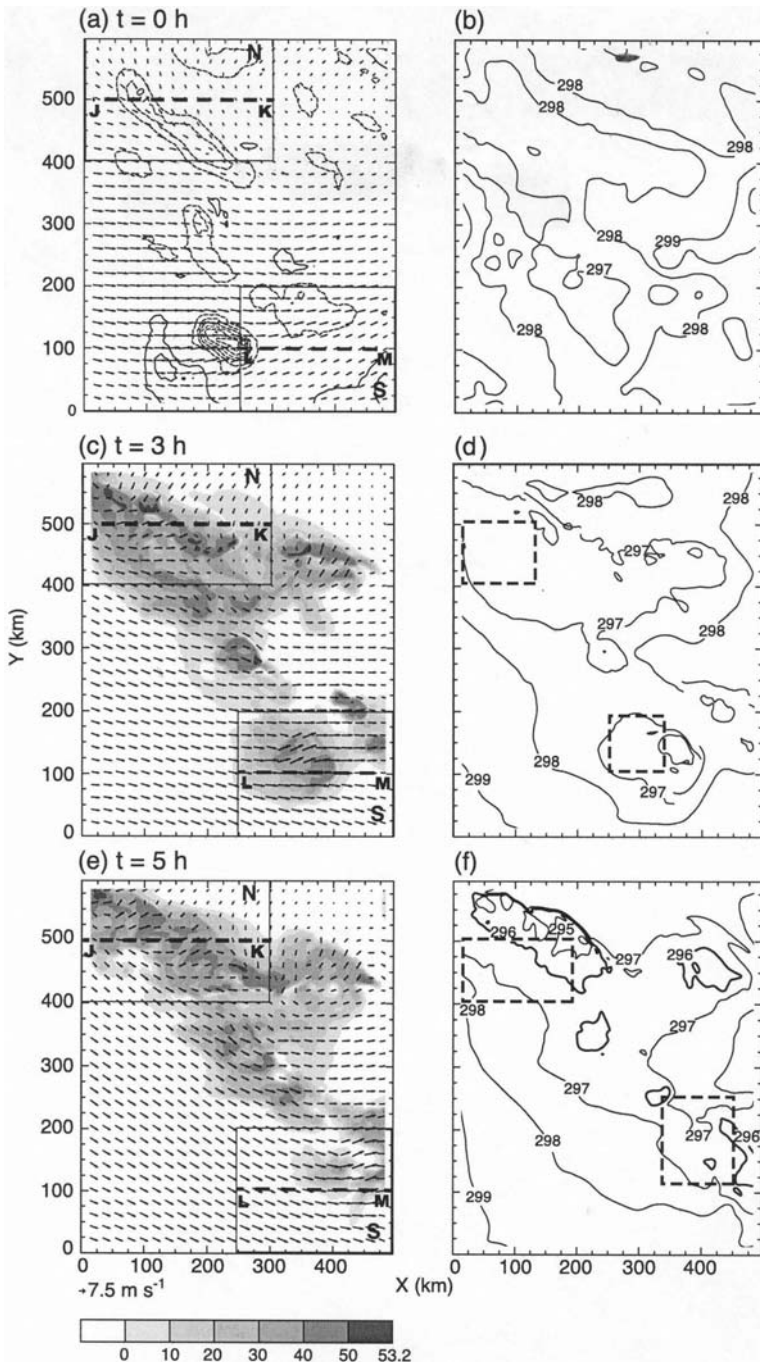 (a) t = 0 h
(b)
N
J
K
L
M
S
500
400
300
200
100
0
298
298
298
298
299
297
298
298
298
(c) t = 3 h
(d)
N
J
K
L
M
S
500
400
300
200
100
0
Y (km)
298
297
297
298
298
299
297
(e) t = 5 h
(f)
N
J
K
L
M
S
500
400
300
200
100
0
296
295
297
296
298
297
297
298
297
296
299
0 100 200 300 400
X (km)
0 100 200 300 400
→7.5 m s⁻¹
0 10 20 30 40 50 53.2